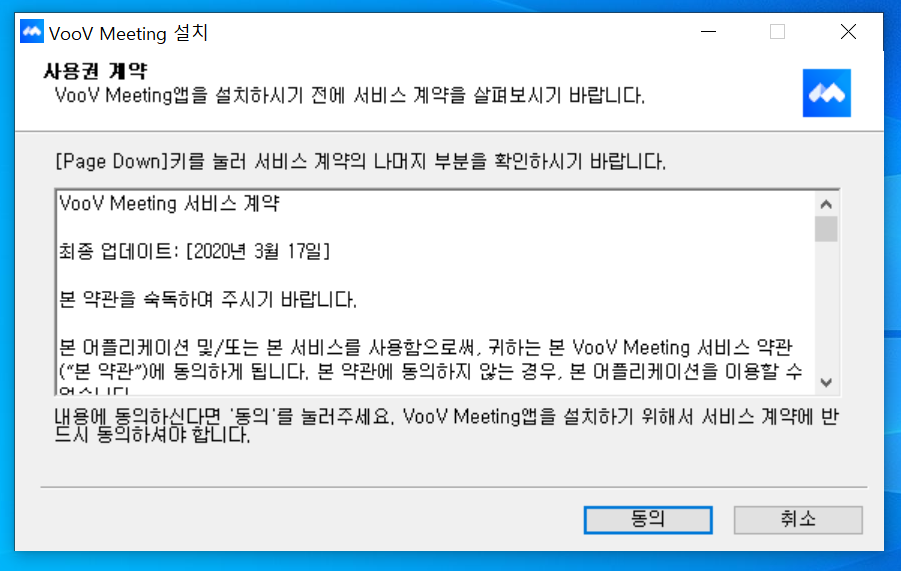 VooV Meeting 설치
사용권 계약
VooV Meeting앱을 설치하시기 전에 서비스 계약을 살펴보시기 바랍니다.
[Page Down]키를 눌러 서비스 계약의 나머지 부분을 확인하시기 바랍니다.
VooV Meeting 서비스 계약
최종 업데이트: [2020년 3월 17일]
본 약관을 숙독하여 주시기 바랍니다.
본 어플리케이션 및/또는 본 서비스를 사용함으로써, 귀하는 본 VooV Meeting 서비스 약관
("본 약관")에 동의하게 됩니다. 본 약관에 동의하지 않는 경우, 본 어플리케이션을 이용할 수
없습니다.
내용에 동의하신다면 '동의'를 눌러주세요. VooV Meeting앱을 설치하기 위해서 서비스 계약에 반
드시 동의하셔야 합니다.
동의
취소